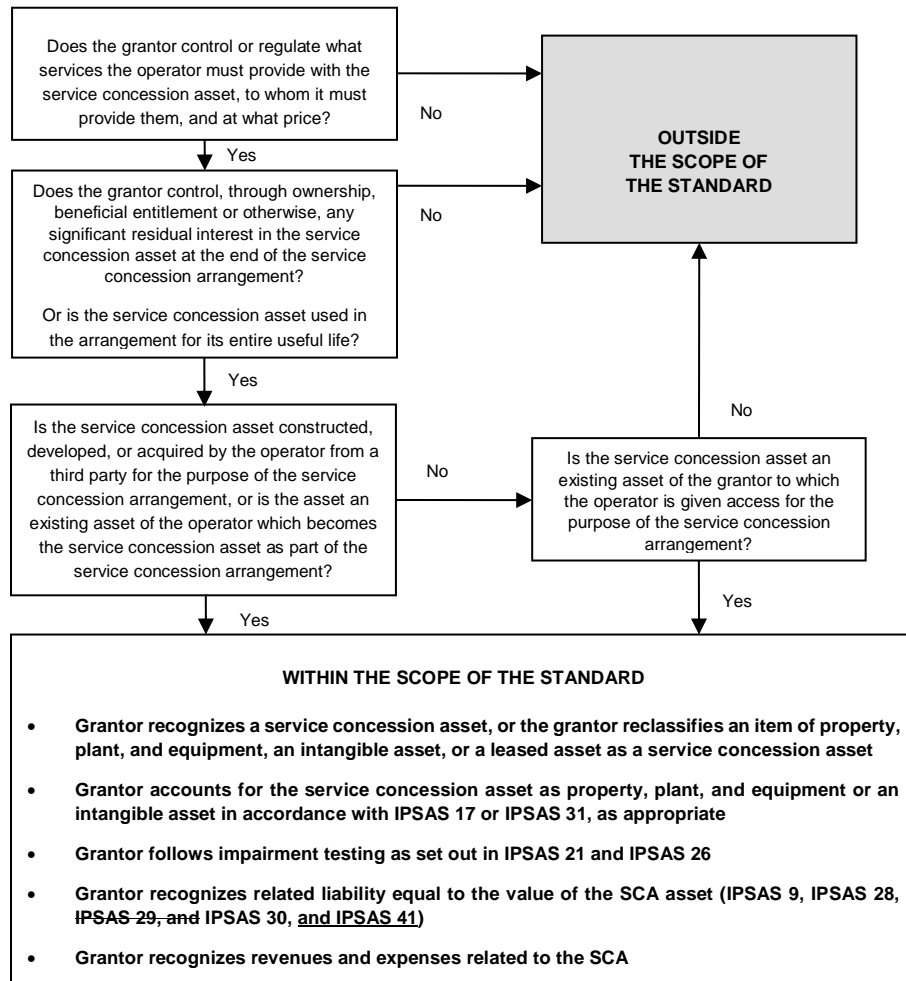 Does the grantor control or regulate what
services the operator must provide with the
service concession asset, to whom it must
provide them, and at what price?
No
OUTSIDE
THE SCOPE OF
THE STANDARD
Yes
Does the grantor control, through ownership,
beneficial entitlement or otherwise, any
significant residual interest in the service
concession asset at the end of the service
concession arrangement?
Or is the service concession asset used in
the arrangement for its entire useful life?
No
Yes
Is the service concession asset constructed,
developed, or acquired by the operator from a
third party for the purpose of the service
concession arrangement, or is the asset an
existing asset of the operator which becomes
the service concession asset as part of the
service concession arrangement?
No
No
Is the service concession asset an
existing asset of the grantor to which
the operator is given access for the
purpose of the service concession
arrangement?
Yes
Yes
WITHIN THE SCOPE OF THE STANDARD
• Grantor recognizes a service concession asset, or the grantor reclassifies an item of property,
plant, and equipment, an intangible asset, or a leased asset as a service concession asset
• Grantor accounts for the service concession asset as property, plant, and equipment or an
intangible asset in accordance with IPSAS 17 or IPSAS 31, as appropriate
• Grantor follows impairment testing as set out in IPSAS 21 and IPSAS 26
• Grantor recognizes related liability equal to the value of the SCA asset (IPSAS 9, IPSAS 28,
IPSAS 29, and IPSAS 30, and IPSAS 41)
• Grantor recognizes revenues and expenses related to the SCA